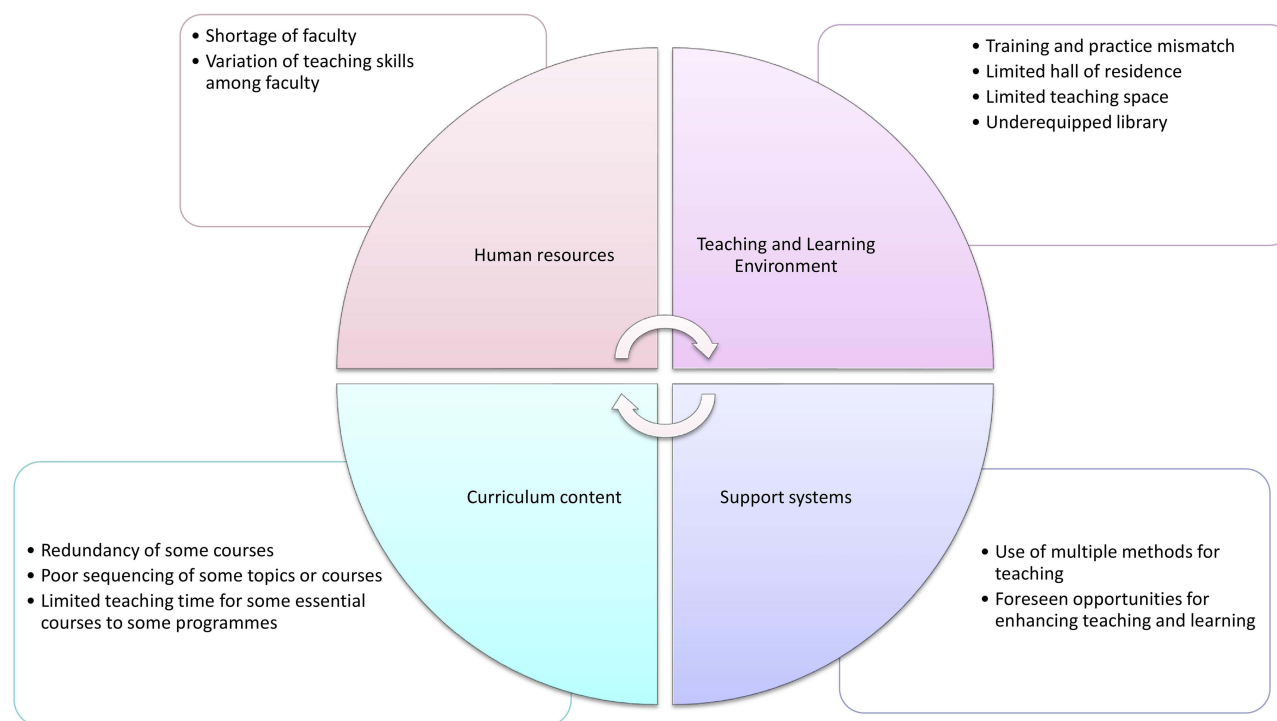 • Shortage of faculty
• Variation of teaching skills
among faculty
• Training and practice mismatch
• Limited hall of residence
• Limited teaching space
• Underequipped library
Human resources
Teaching and Learning
Environment
Curriculum content
Support systems
• Redundancy of some courses
• Poor sequencing of some topics or courses
• Limited teaching time for some essential
courses to some programmes
• Use of multiple methods for
teaching
• Foreseen opportunities for
enhancing teaching and learning